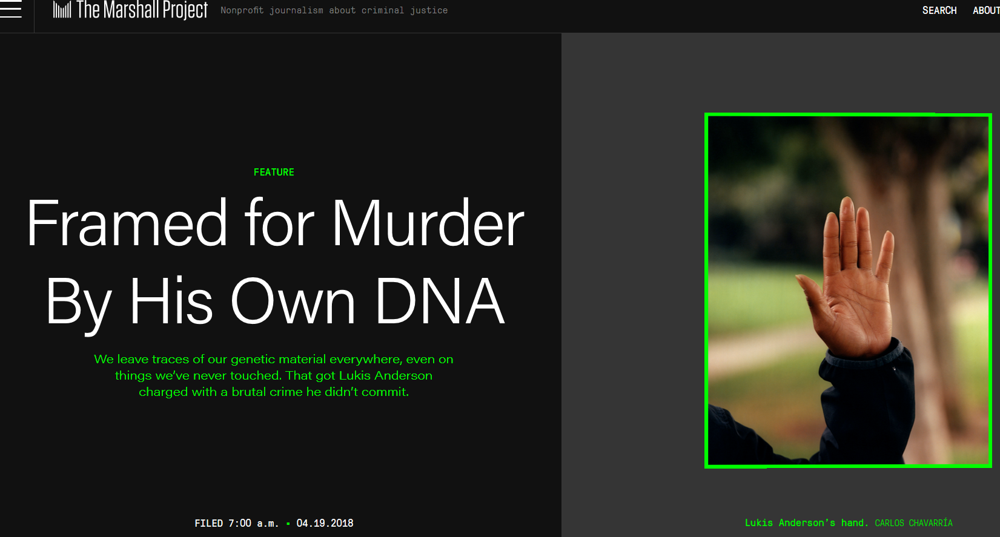 The Marshall Project
Nonprofit journalism about criminal justice
SEARCH
ABOUT
FEATURE
Framed for Murder
By His Own DNA
We leave traces of our genetic material everywhere, even on
things we’ve never touched. That got Lukis Anderson
charged with a brutal crime he didn’t commit.
FILED 7:00 a.m. ▪ 04.19.2018
Lukis Anderson’s hand. CARLOS CHAVARRÍA